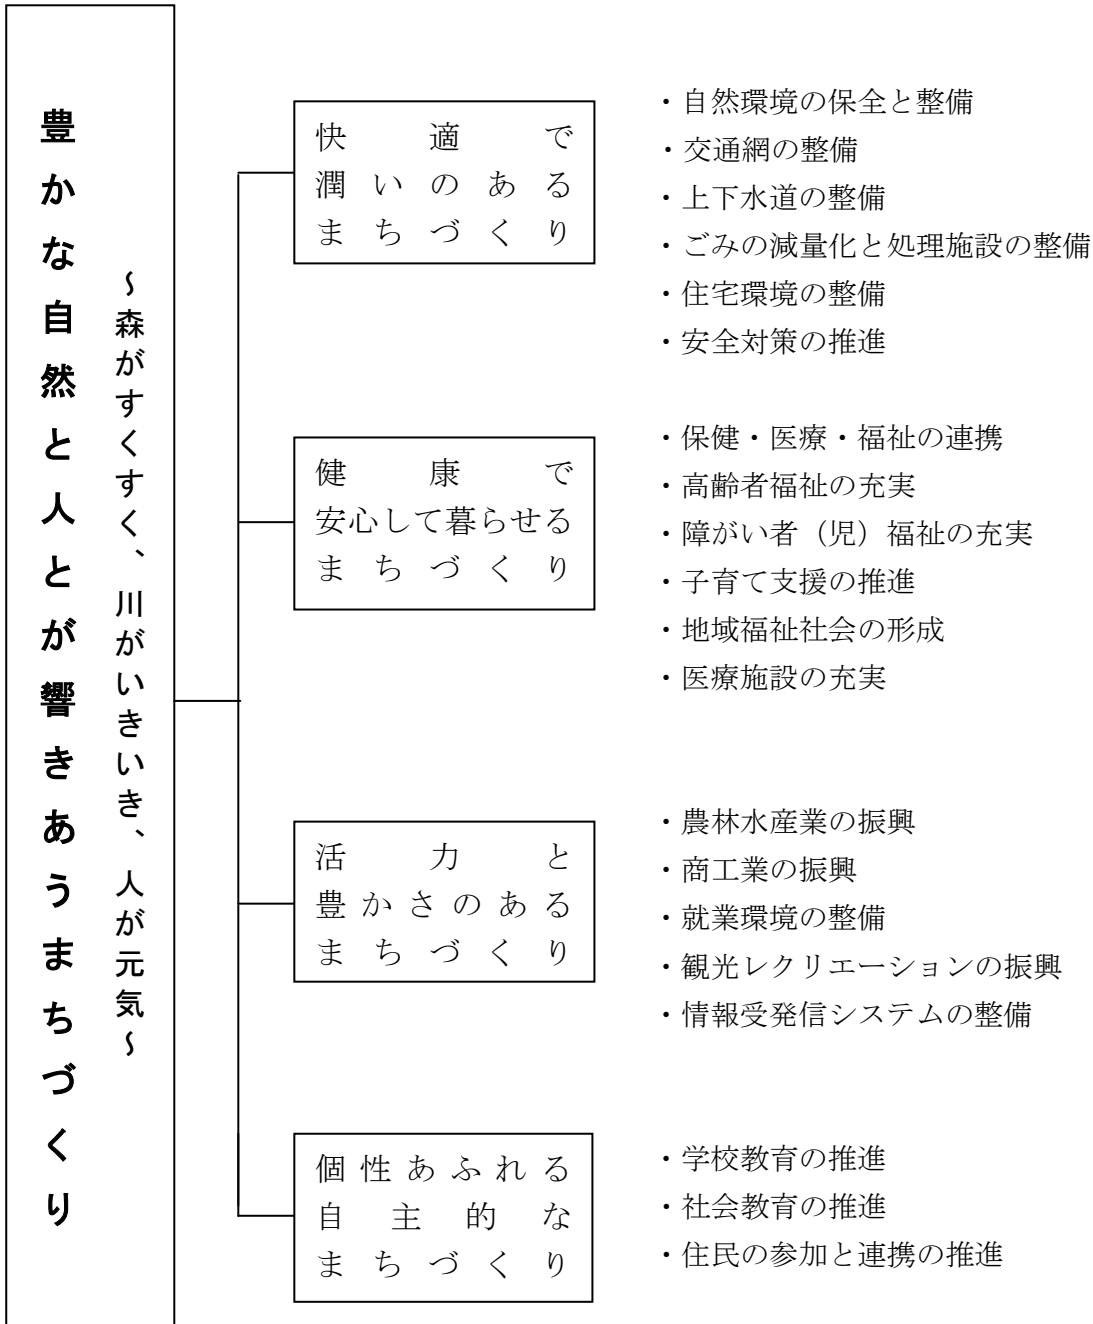 豊かな自然と人とが響きあうまちづくり
～森がすくすく、川がいきいき、人が元気～
快適で
潤いのある
まちづくり
・自然環境の保全と整備
・交通網の整備
・上下水道の整備
・ごみの減量化と処理施設の整備
・住宅環境の整備
・安全対策の推進
健康で
安心して暮らせる
まちづくり
・保健・医療・福祉の連携
・高齢者福祉の充実
・障がい者（児）福祉の充実
・子育て支援の推進
・地域福祉社会の形成
・医療施設の充実
活力と
豊かさのある
まちづくり
・農林水産業の振興
・商工業の振興
・就業環境の整備
・観光レクリエーションの振興
・情報受発信システムの整備
個性あふれる
自主的な
まちづくり
・学校教育の推進
・社会教育の推進
・住民の参加と連携の推進